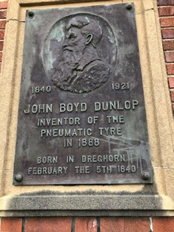 1840 1921
JOHN BOYD DUNLOP
INVENTOR OF THE
PNEUMATIC TYRE
IN 1888
BORN IN DREGHORN
FEBRUARY THE 5TH 1840